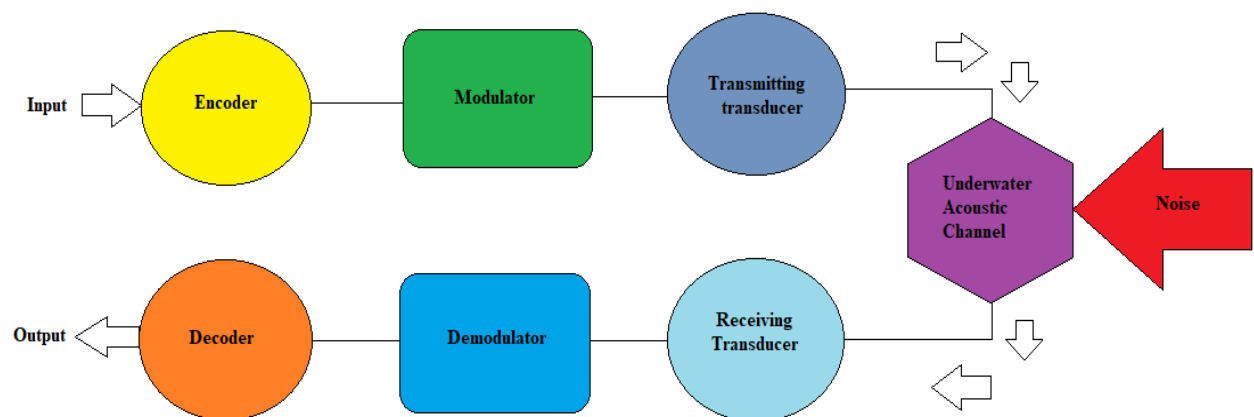 Input
Encoder
Modulator
Transmitting
transducer
Underwater
Acoustic
Channel
Noise
Output
Decoder
Demodulator
Receiving
Transducer